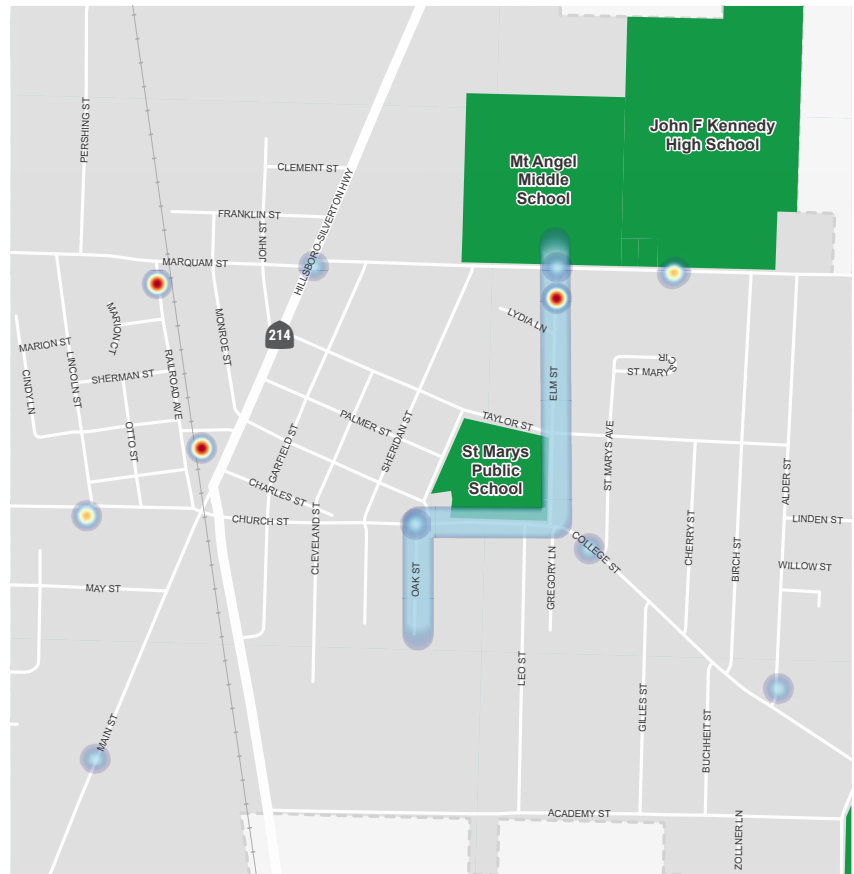 John F Kennedy
High School
Mt Angel
Middle
School
PERSHING ST
CLEMENT ST
FRANKLIN ST
JOHN ST
HILLSBORO-SILVERTON HWY
MARQUAM ST
MARION CT
MONROE ST
214
LYDIA LN
MARION ST
LINCOLN ST
RAILROAD AVE
CIR
ST MARY
S
CINDY LN
SHERMAN ST
ELM ST
OTTO ST
PALMER ST
SHERIDAN ST
TAYLOR ST
GARFIELD ST
ST MARYS AVE
St Marys
Public
School
ALDER ST
CHARLES ST
CHURCH ST
CLEVELAND ST
LINDEN ST
CHERRY ST
BIRCH ST
COLLEGE ST
WILLOW ST
OAK ST
GREGORY LN
MAY ST
LEO ST
GILLES ST
BUCHHEIT ST
MAIN ST
ACADEMY ST
ZOLLNER LN